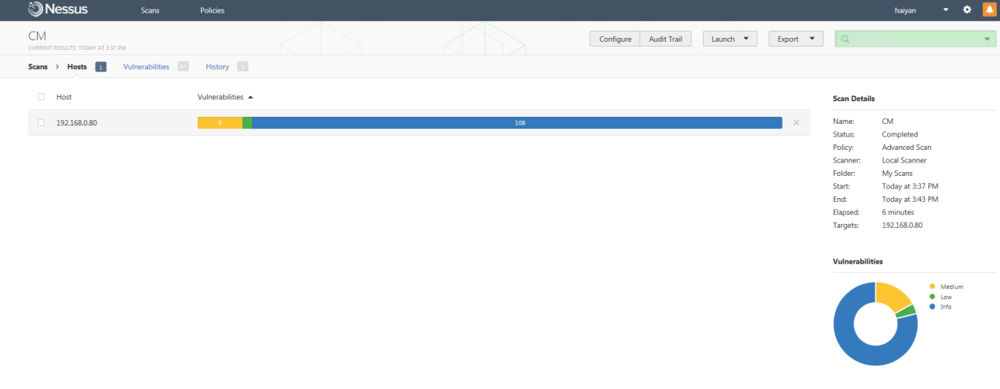 Nessus Scans Policies haiyan
CM
CURRENT RESULTS: TODAY AT 3:37 PM
Configure Audit Trail Launch Export
Scans > Hosts 1 Vulnerabilities 47 History 1
Host Vulnerabilities
192.168.0.80 9 108
Scan Details
Name: CM
Status: Completed
Policy: Advanced Scan
Scanner: Local Scanner
Folder: My Scans
Start: Today at 3:37 PM
End: Today at 3:43 PM
Elapsed: 6 minutes
Targets: 192.168.0.80
Vulnerabilities
Medium
Low
Info